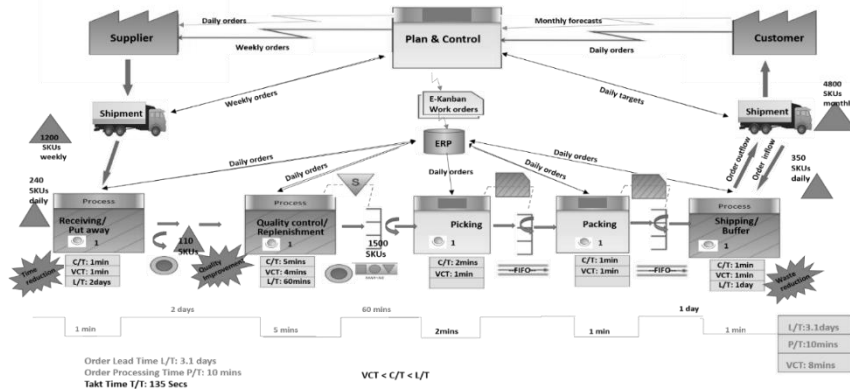 Daily orders
Monthly forecasts
Supplier
Plan & Control
Customer
Weekly orders
Daily orders
4800
SKUs
monthly
Shipment
Weekly orders
E-Kanban
Work orders
Daily targets
Shipment
1200
SKUs
weekly
ERP
Daily orders
Daily orders
Daily orders
Daily orders
Daily orders
Order outflow
Order inflow
350
SKUs
daily
240
SKUs
daily
S
Process
Receiving/
Put away
1
110
SKUs
Process
Quality control/
Replenishment
1
1500
SKUs
Picking
1
Packing
1
Process
Shipping/
Buffer
1
Time reduction
C/T: 1min
VCT: 1min
L/T: 2days
Quality improvement
C/T: 5mins
VCT: 4mins
L/T: 60mins
C/T: 2mins
VCT: 1min
FIFO
C/T: 1min
VCT: 1min
FIFO
C/T: 1min
VCT: 1min
L/T: 1day
Waste reduction
2 days
60 mins
1 day
1 min
5 mins
2mins
1 min
1 min
L/T:3.1days
P/T:10mins
VCT: 8mins
Order Lead Time L/T: 3.1 days
Order Processing Time P/T: 10 mins
Takt Time T/T: 135 Secs
VCT < C/T < L/T